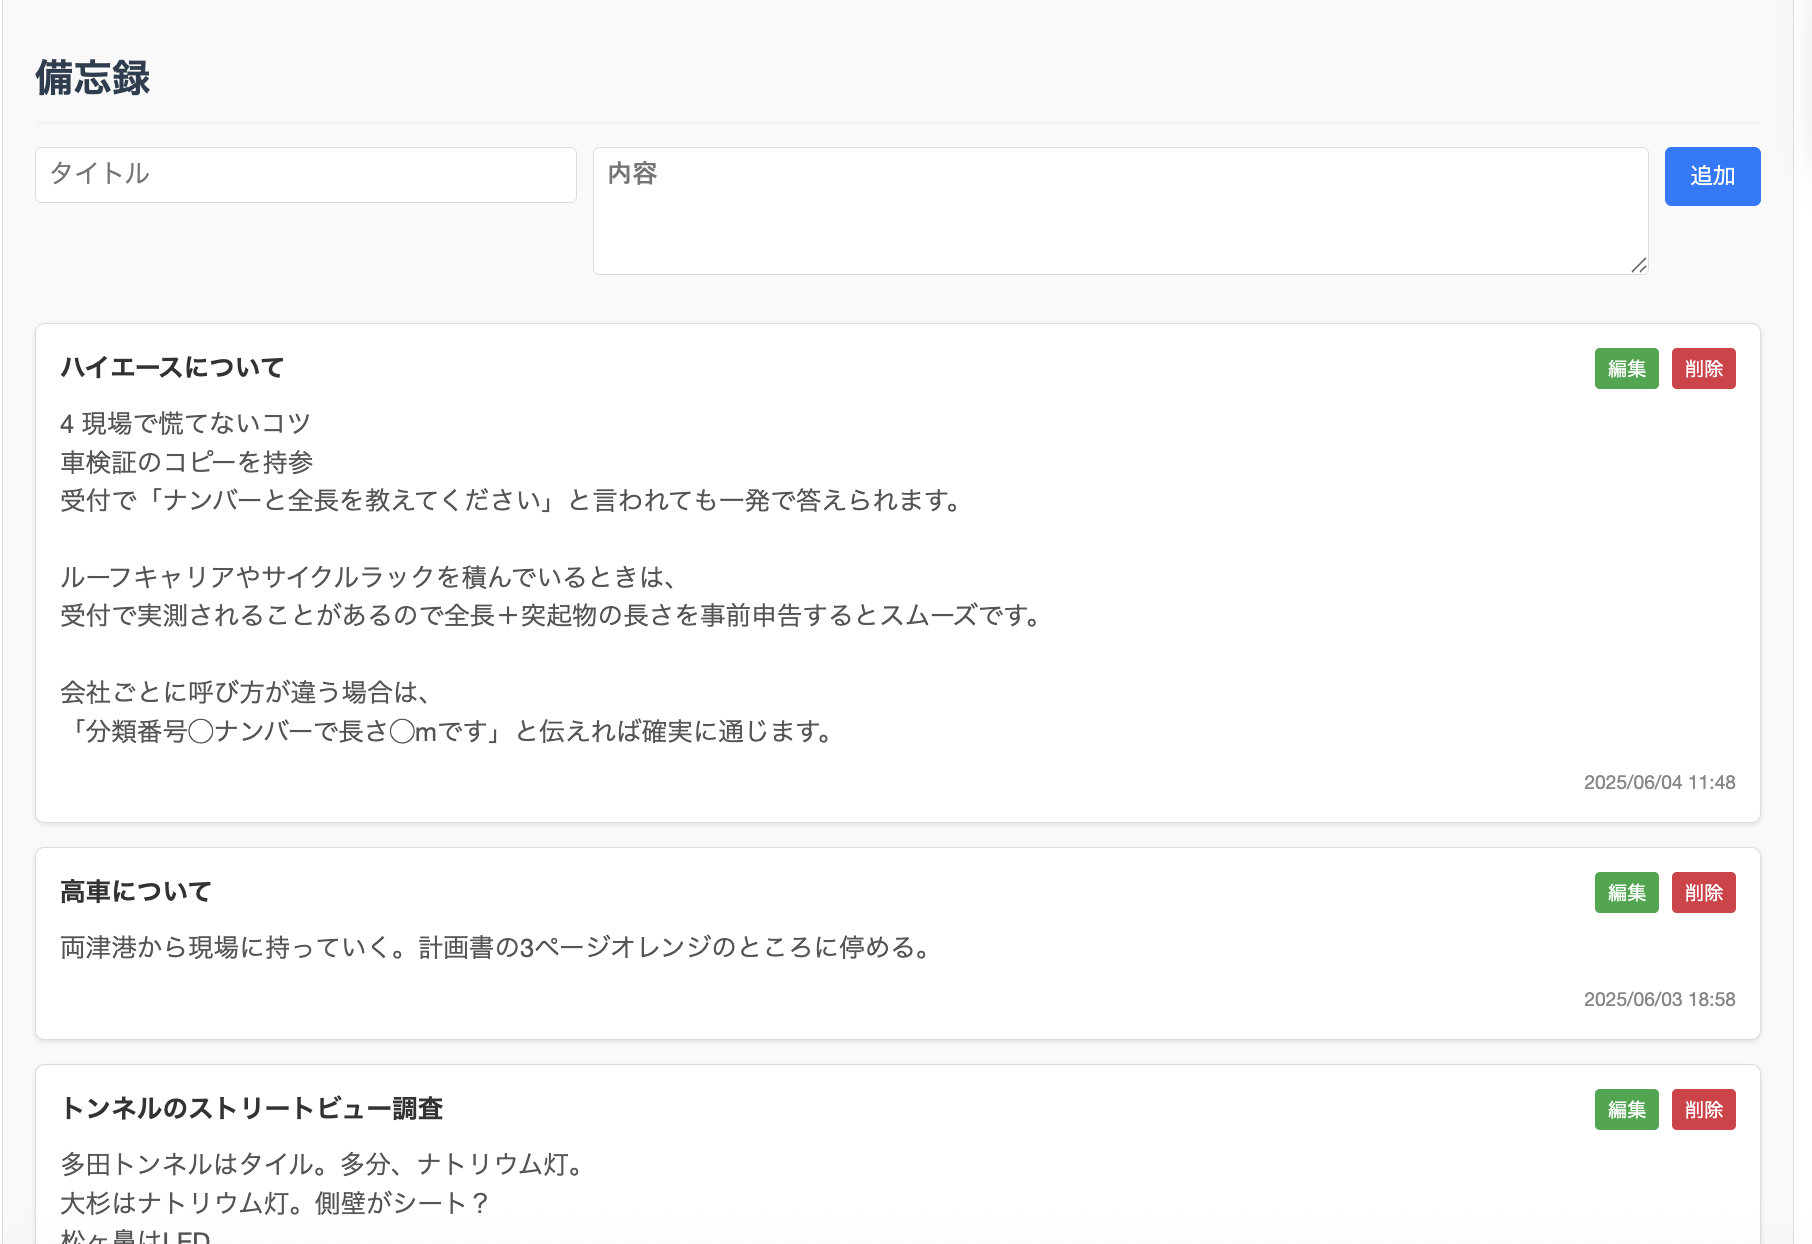 備忘録
タイトル
内容
追加
ハイエースについて
編集
削除
4 現場で慌てないコツ
車検証のコピーを持参
受付で「ナンバーと全長を教えてください」と言われても一発で答えられます。
ルーフキャリアやサイクルラックを積んでいるときは、
受付で実測されることがあるので全長＋突起物の長さを事前申告するとスムーズです。
会社ごとに呼び方が違う場合は、
「分類番号◯ナンバーで長さ◯mです」と伝えれば確実に通じます。
2025/06/04 11:48
高車について
編集
削除
両津港から現場に持っていく。計画書の3ページオレンジのところに停める。
2025/06/03 18:58
トンネルのストリートビュー調査
編集
削除
多田トンネルはタイル。多分、ナトリウム灯。
大杉はナトリウム灯。側壁がシート？
松ヶ鼻はLED